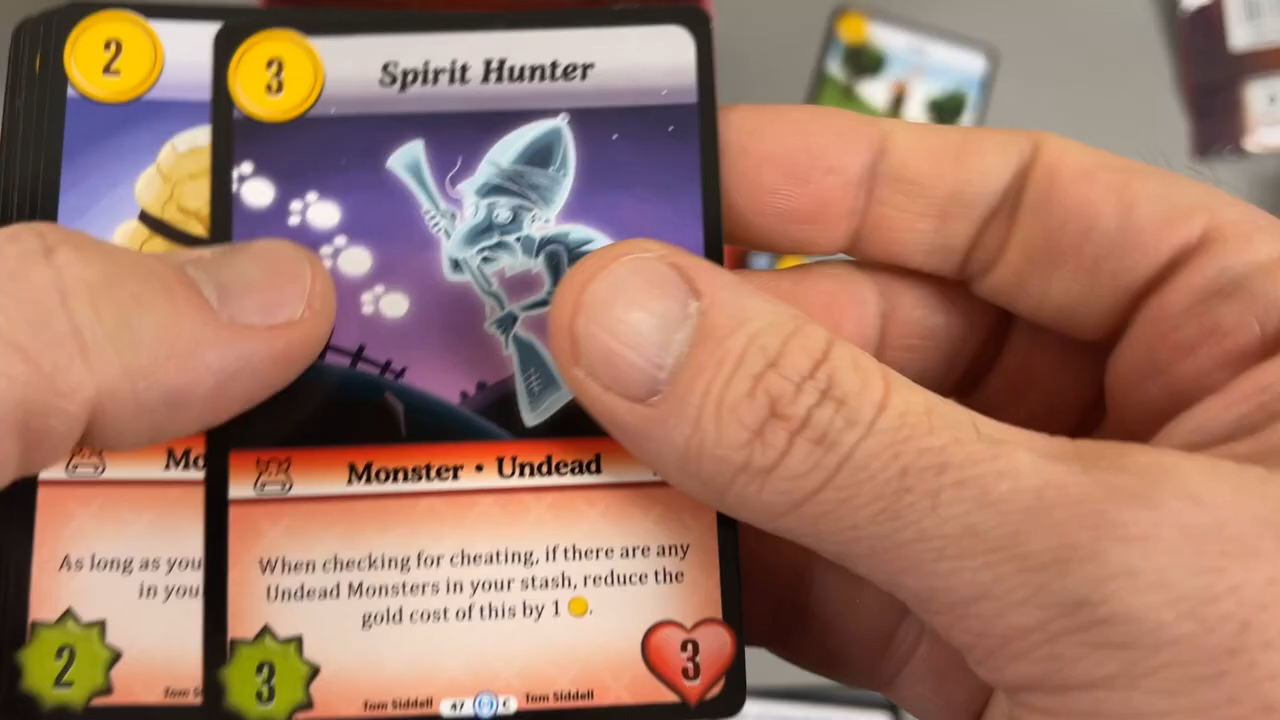 2
3
Spirit Hunter
Mo
Monster • Undead
As long as you
in you
When checking for cheating, if there are any
Undead Monsters in your stash, reduce the
gold cost of this by 1
2
3
3
Tom S
Tom Siddell 47 C Tom Siddell